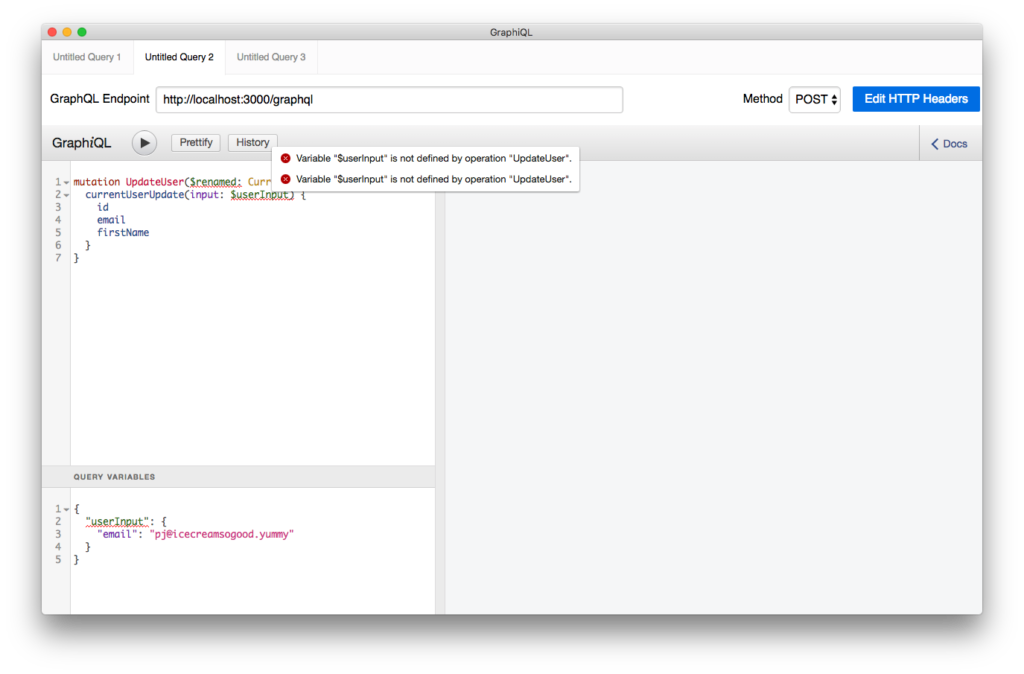 GraphiQL
Untitled Query 1 Untitled Query 2 Untitled Query 3
GraphQL Endpoint http://localhost:3000/graphql Method POST Edit HTTP Headers
GraphiQL Prettify History Docs
Variable "$userInput" is not defined by operation "UpdateUser".
Variable "$userInput" is not defined by operation "UpdateUser".
1 mutation UpdateUser($renamed: Curr
2 currentUserUpdate(input: $userInput) {
3 id
4 email
5 firstName
6 }
7 }
QUERY VARIABLES
1 {
2 "userInput": {
3 "email": "pj@icecreamsogood.yummy"
4 }
5 }